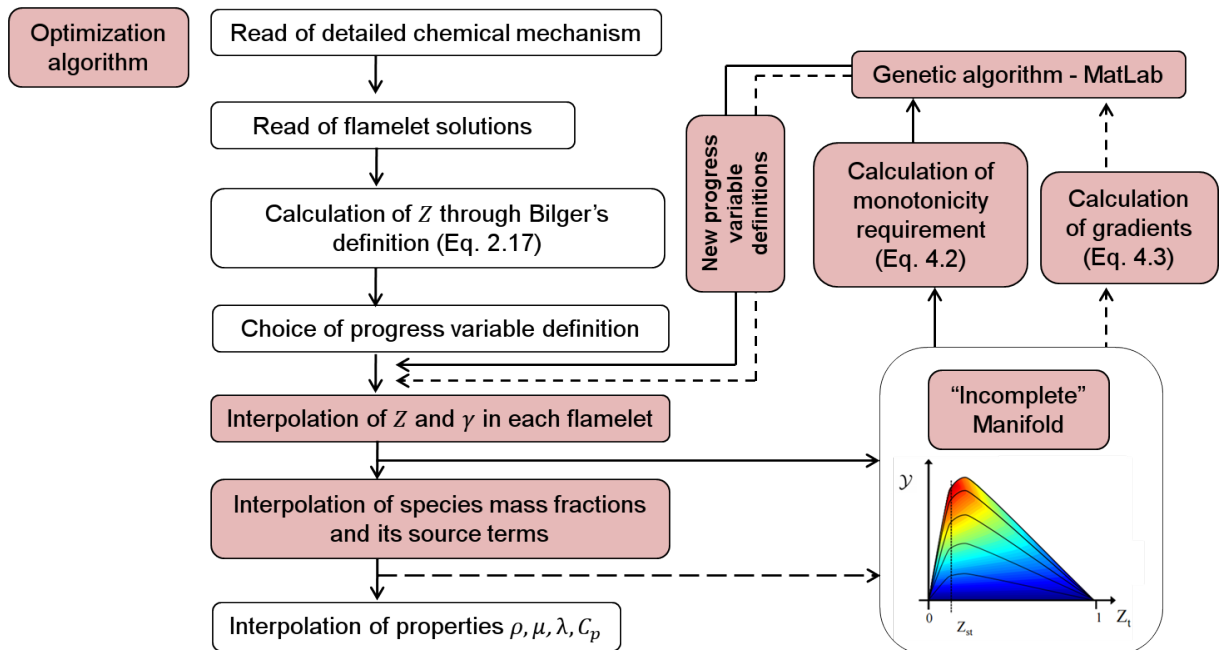 Optimization
algorithm
Read of detailed chemical mechanism
Read of flamelet solutions
Calculation of Z through Bilger's
definition (Eq. 2.17)
Choice of progress variable definition
Interpolation of Z and γ in each flamelet
Interpolation of species mass fractions
and its source terms
Interpolation of properties ρ, μ, λ, C_p
New progress
variable
definitions
Genetic algorithm - MatLab
Calculation of
monotonicity
requirement
(Eq. 4.2)
Calculation
of gradients
(Eq. 4.3)
“Incomplete”
Manifold
𝒴
0
Z_st
1
Z_t